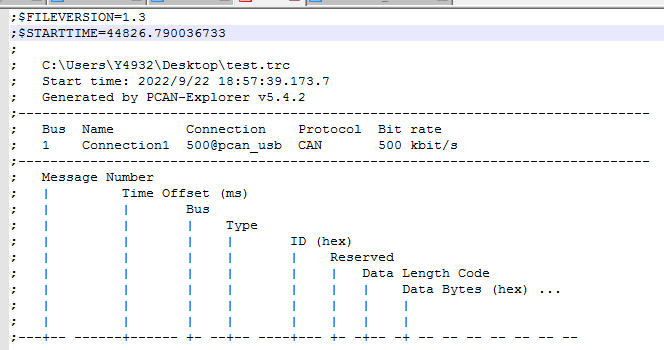 ;$FILEVERSION=1.3
;$STARTTIME=44826.790036733
;
;   C:\Users\Y4932\Desktop\test.trc
;   Start time: 2022/9/22 18:57:39.173.7
;   Generated by PCAN-Explorer v5.4.2
;-------------------------------------------------------------------------------
;   Bus  Name         Connection    Protocol  Bit rate
;   1    Connection1  500@pcan_usb  CAN       500 kbit/s
;-------------------------------------------------------------------------------
;   Message Number
;   |         Time Offset (ms)
;   |         |       Bus
;   |         |       |    Type
;   |         |       |    |       ID (hex)
;   |         |       |    |       |    Reserved
;   |         |       |    |       |    |   Data Length Code
;   |         |       |    |       |    |   |    Data Bytes (hex) ...
;   |         |       |    |       |    |   |    |
;   |         |       |    |       |    |   |    |
;---+-- ------+------ +- --+-- ----+--- +- -+-- -+ -- -- -- -- -- -- --